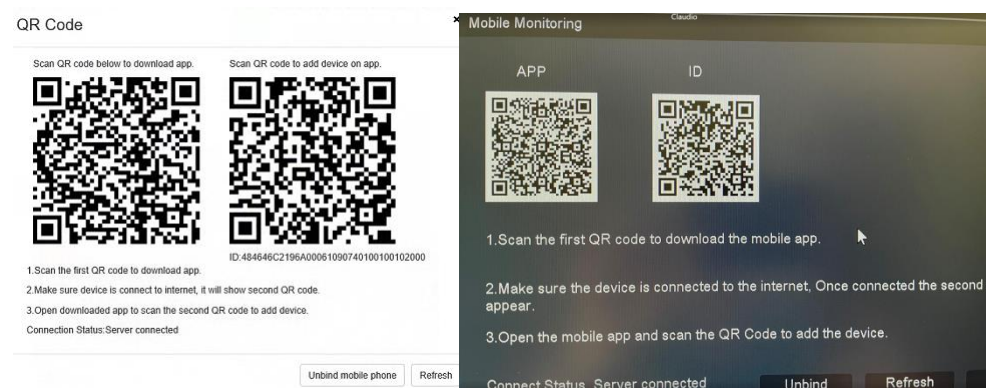 QR Code
Scan QR code below to download app.
Scan QR code to add device on app.
ID:484646C2196A00061090740100100102000
1.Scan the first QR code to download app.
2.Make sure device is connect to internet, it will show second QR code.
3.Open downloaded app to scan the second QR code to add device.
Connection Status:Server connected
Unbind mobile phone
Refresh
Claudio
Mobile Monitoring
APP
ID
1.Scan the first QR code to download the mobile app.
2.Make sure the device is connected to the internet, Once connected the second
appear.
3.Open the mobile app and scan the QR Code to add the device.
Connect Status Server connected
Unbind
Refresh